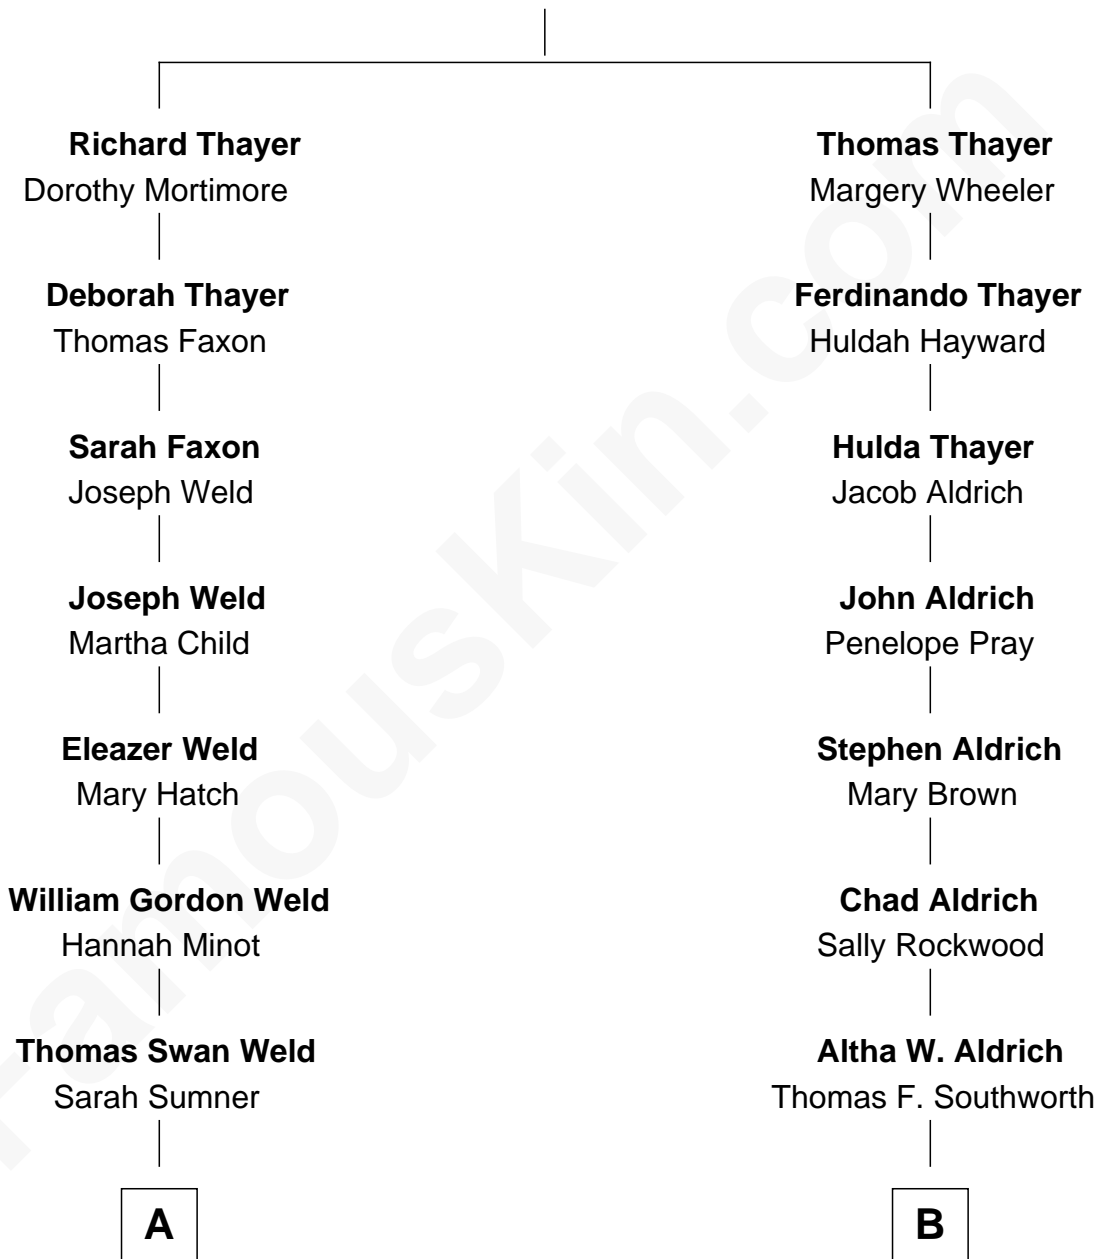 Richard Thayer
Dorothy Mortimore
Thomas Thayer
Margery Wheeler
Deborah Thayer
Thomas Faxon
Ferdinando Thayer
Huldah Hayward
Sarah Faxon
Joseph Weld
Hulda Thayer
Jacob Aldrich
Joseph Weld
Martha Child
John Aldrich
Penelope Pray
Eleazer Weld
Mary Hatch
Stephen Aldrich
Mary Brown
William Gordon Weld
Hannah Minot
Chad Aldrich
Sally Rockwood
Thomas Swan Weld
Sarah Sumner
Altha W. Aldrich
Thomas F. Southworth
A
B
FamousKin.com